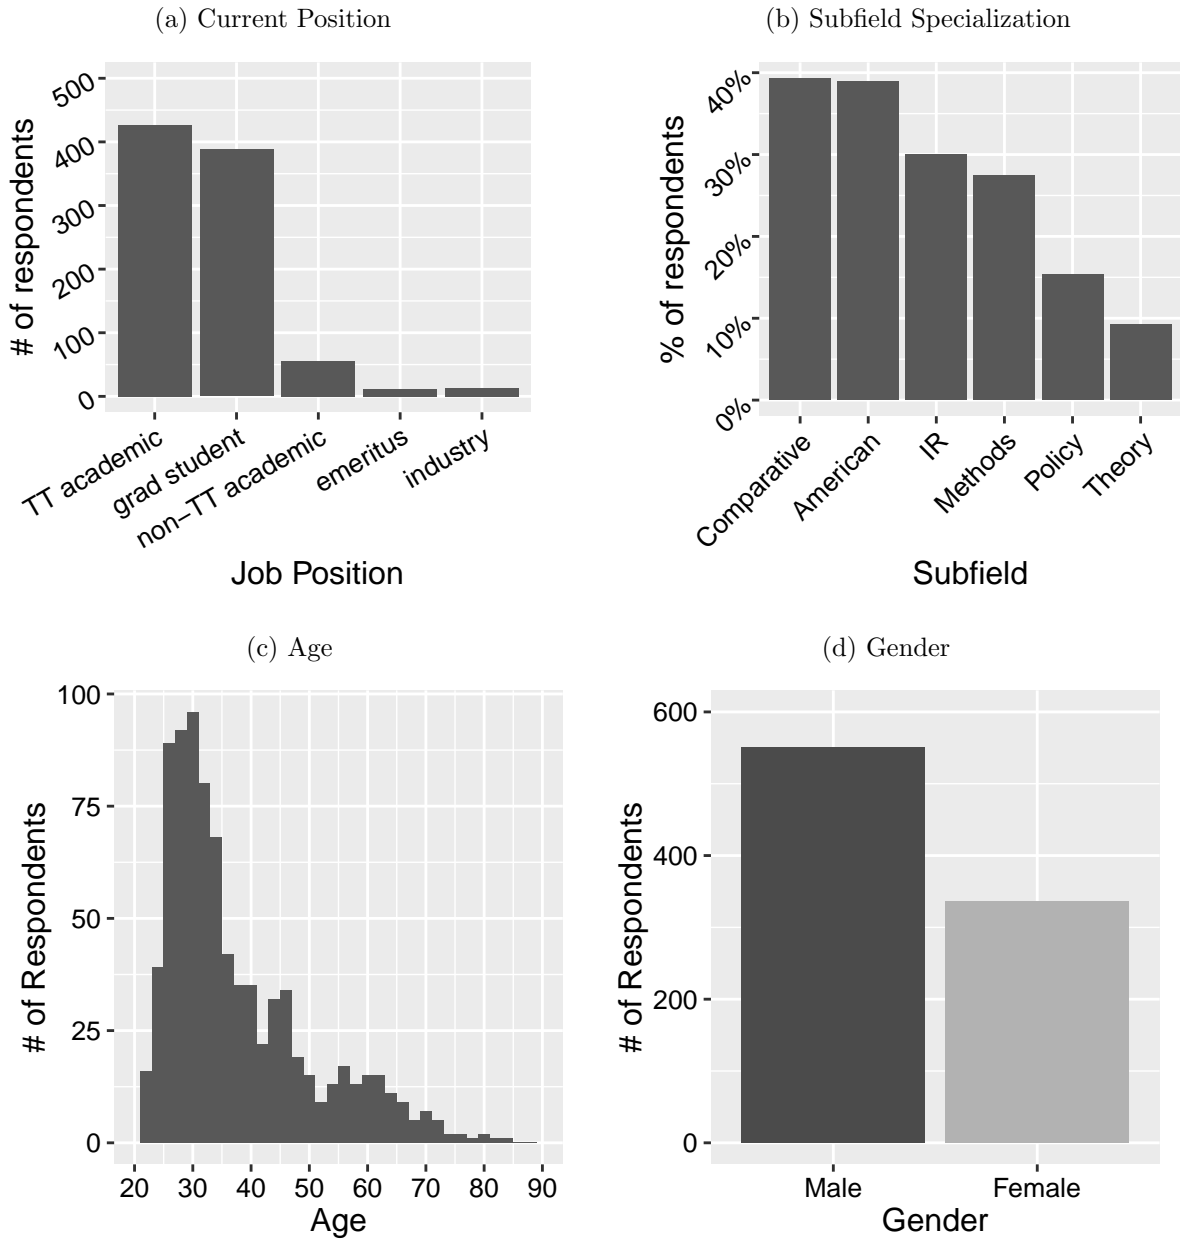 (a) Current Position
500
400
300
200
100
0
# of respondents
TT academic
grad student
non−TT academic
emeritus
industry
Job Position
(b) Subfield Specialization
40%
30%
20%
10%
0%
% of respondents
Comparative
American
IR
Methods
Policy
Theory
Subfield
(c) Age
100
75
50
25
0
# of Respondents
20 30 40 50 60 70 80 90
Age
(d) Gender
600
400
200
0
# of Respondents
Male Female
Gender